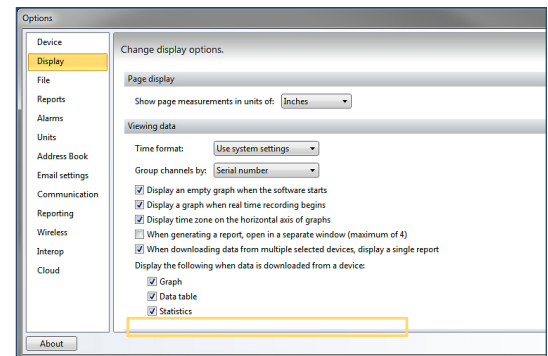 Options
Device
Display
File
Reports
Alarms
Units
Address Book
Email settings
Communication
Reporting
Wireless
Interop
Cloud
About
Change display options.
Page display
Show page measurements in units of: Inches
Viewing data
Time format: Use system settings
Group channels by: Serial number
Display an empty graph when the software starts
Display a graph when real time recording begins
Display time zone on the horizontal axis of graphs
When generating a report, open in a separate window (maximum of 4)
When downloading data from multiple selected devices, display a single report
Display the following when data is downloaded from a device:
Graph
Data table
Statistics